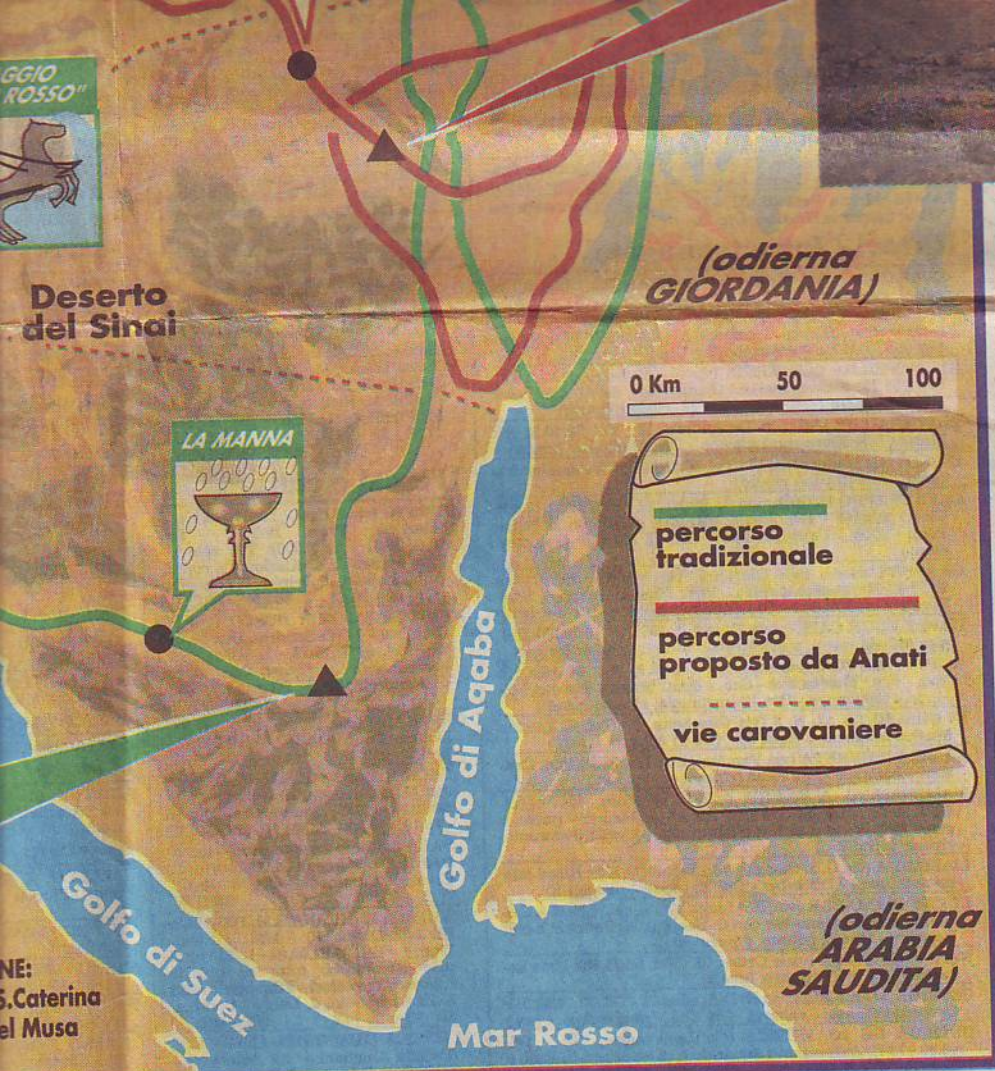 GGIO
ROSSO"
Deserto
del Sinai
(odierna
GIORDANIA)
0 Km 50 100
LA MANNA
percorso
tradizionale
percorso
proposto da Anati
vie carovaniere
Golfo di Aqaba
Golfo di Suez
(odierna
ARABIA
SAUDITA)
NE:
S.Caterina
el Musa
Mar Rosso